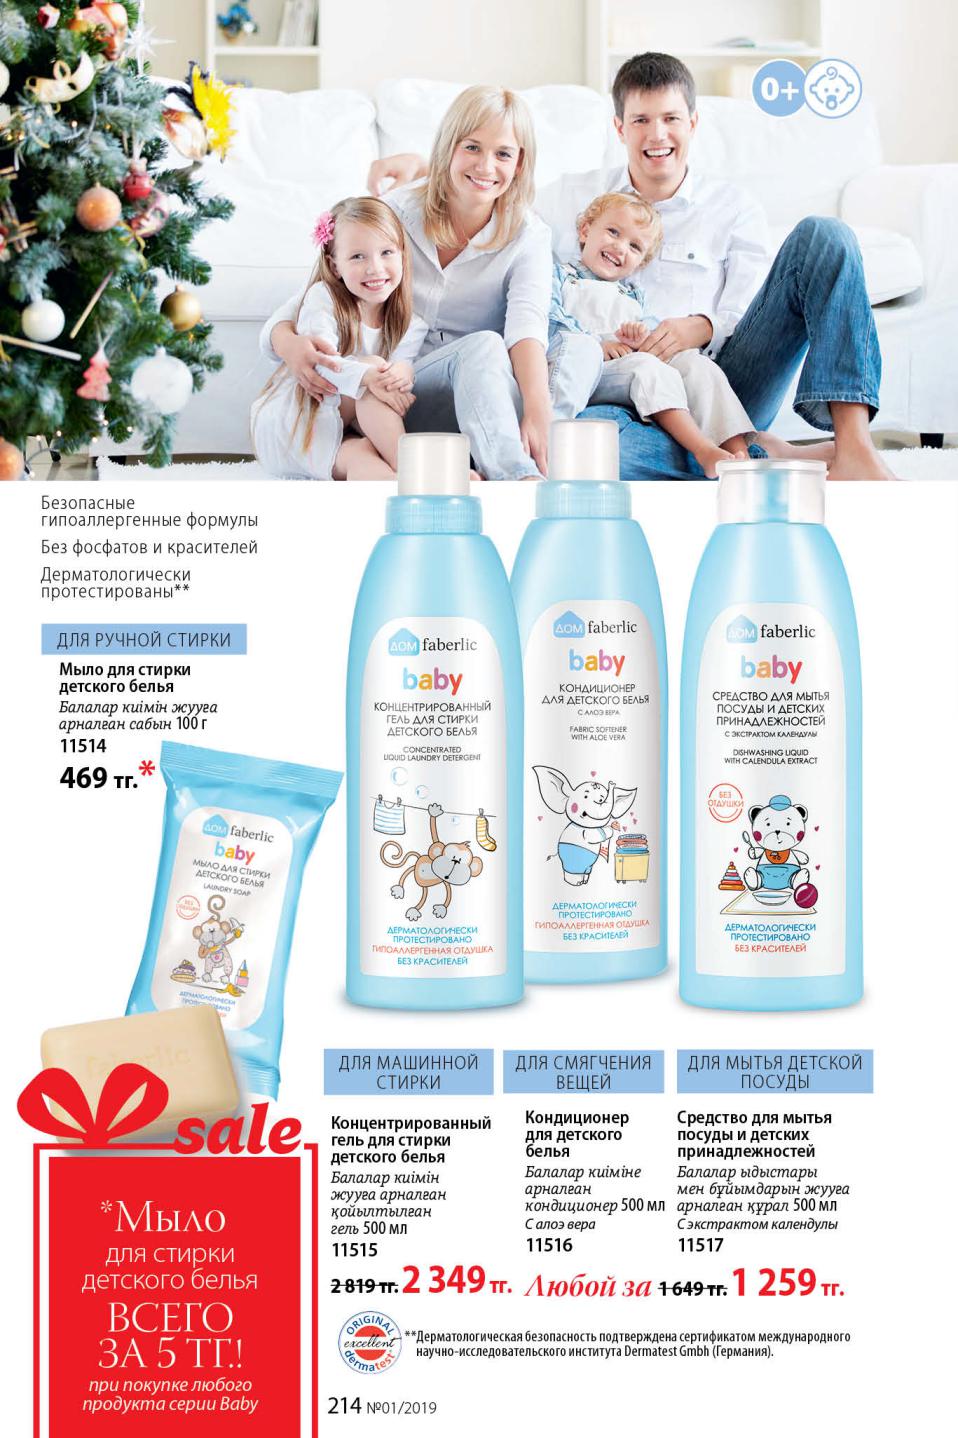 0+
Безопасные
гипоаллергенные формулы
Без фосфатов и красителей
Дерматологически
протестированы**
ДЛЯ РУЧНОЙ СТИРКИ
Мыло для стирки
детского белья
Балалар киімін жууға
арналған сабын 100 г
11514
469 тг.*
ДОМ faberlic
baby
МЫЛО ДЛЯ СТИРКИ
ДЕТСКОГО БЕЛЬЯ
LAUNDRY SOAP
БЕЗ
ОТДУШКИ
ДЕРМАТОЛОГИЧЕСКИ
ПРОТЕСТИРОВАНО
faberlic
ДОМ faberlic
baby
КОНЦЕНТРИРОВАННЫЙ
ГЕЛЬ ДЛЯ СТИРКИ
ДЕТСКОГО БЕЛЬЯ
CONCENTRATED
LIQUID LAUNDRY DETERGENT
ДЕРМАТОЛОГИЧЕСКИ
ПРОТЕСТИРОВАНО
ГИПОАЛЛЕРГЕННАЯ ОТДУШКА
БЕЗ КРАСИТЕЛЕЙ
ДОМ faberlic
baby
КОНДИЦИОНЕР
ДЛЯ ДЕТСКОГО БЕЛЬЯ
С АЛОЭ ВЕРА
FABRIC SOFTENER
WITH ALOE VERA
ДЕРМАТОЛОГИЧЕСКИ
ПРОТЕСТИРОВАНО
ГИПОАЛЛЕРГЕННАЯ ОТДУШКА
БЕЗ КРАСИТЕЛЕЙ
ДОМ faberlic
baby
СРЕДСТВО ДЛЯ МЫТЬЯ
ПОСУДЫ И ДЕТСКИХ
ПРИНАДЛЕЖНОСТЕЙ
С ЭКСТРАКТОМ КАЛЕНДУЛЫ
DISHWASHING LIQUID
WITH CALENDULA EXTRACT
БЕЗ
ОТДУШКИ
ДЕРМАТОЛОГИЧЕСКИ
ПРОТЕСТИРОВАНО
БЕЗ КРАСИТЕЛЕЙ
sale
*Мыло
для стирки
детского белья
ВСЕГО
ЗА 5 ТГ.!
при покупке любого
продукта серии Baby
ДЛЯ МАШИННОЙ
СТИРКИ
Концентрированный
гель для стирки
детского белья
Балалар киімін
жууға арналған
қойылтылған
гель 500 мл
11515
2 819 тг. 2 349 тг.
ДЛЯ СМЯГЧЕНИЯ
ВЕЩЕЙ
Кондиционер
для детского
белья
Балалар киіміне
арналған
кондиционер 500 мл
С алоэ вера
11516
ДЛЯ МЫТЬЯ ДЕТСКОЙ
ПОСУДЫ
Средство для мытья
посуды и детских
принадлежностей
Балалар ыдыстары
мен бұйымдарын жууға
арналған құрал 500 мл
С экстрактом календулы
11517
Любой за 1 649 тг. 1 259 тг.
ORIGINAL
excellent
dermatest
**Дерматологическая безопасность подтверждена сертификатом международного
научно-исследовательского института Dermatest Gmbh (Германия).
214 №01/2019